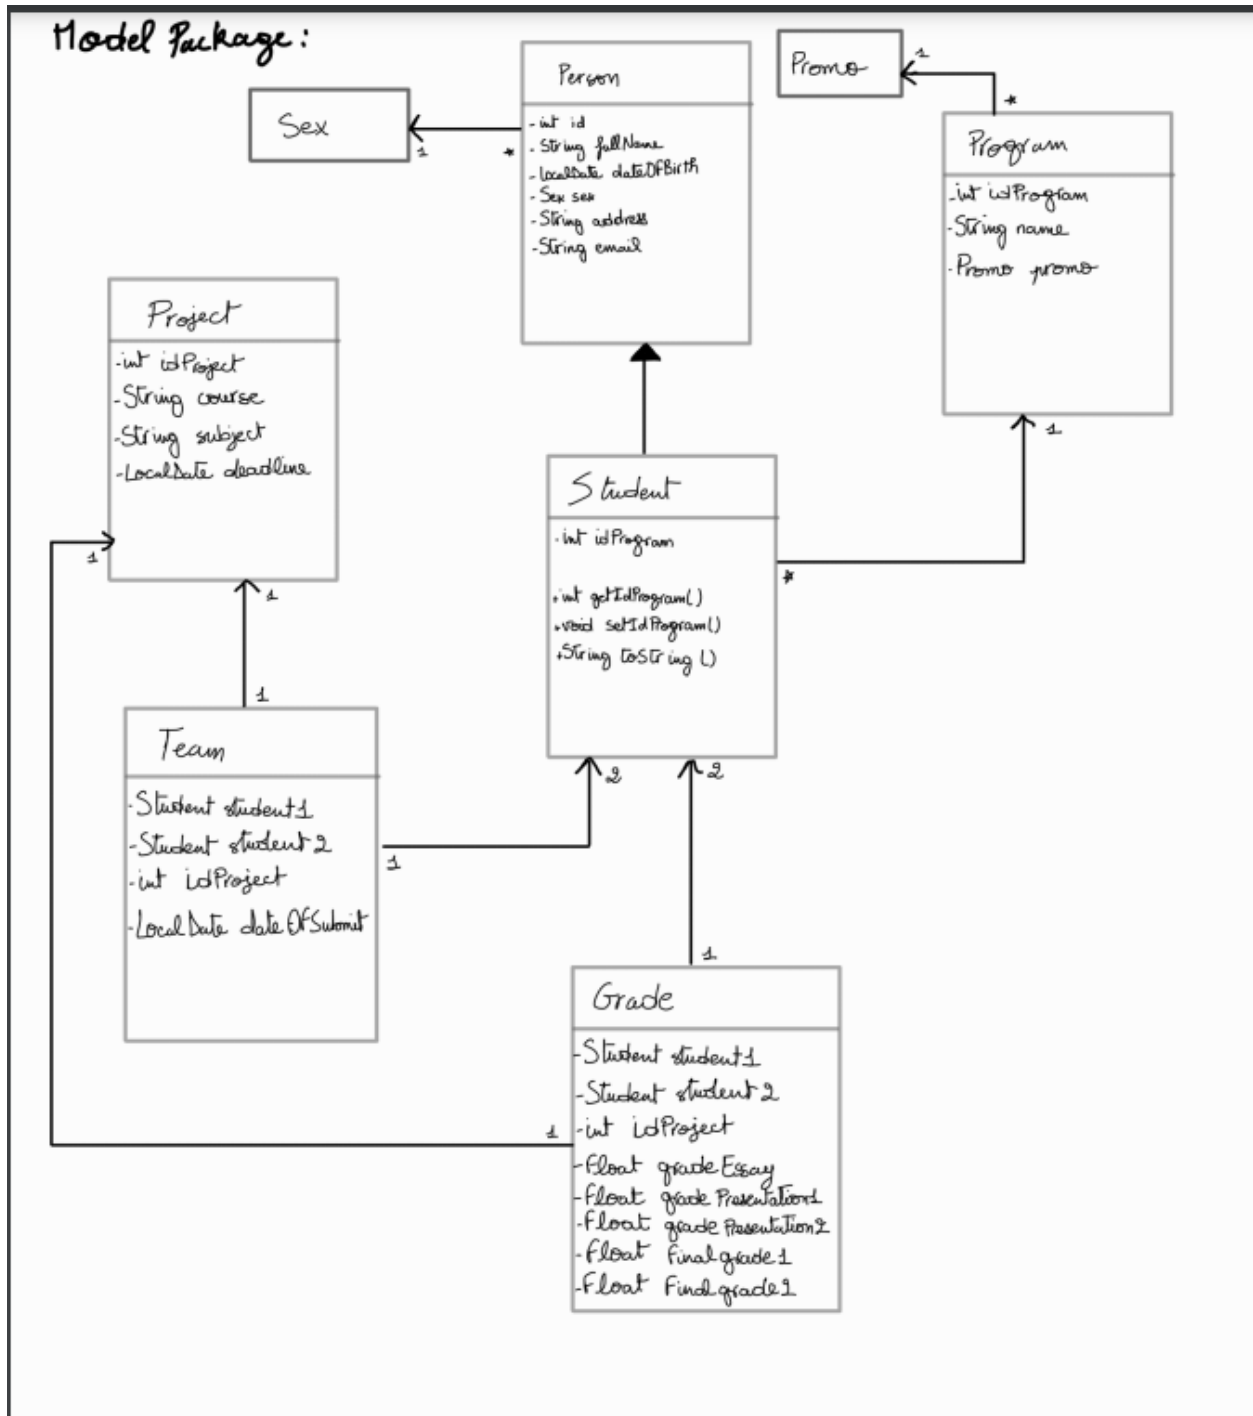 Model Package:
Promo
1
*
Person
- int id
- String fullName
- LocalDate dateOfBirth
- Sex sex
- String address
- String email
Sex
1
*
Program
- int idProgram
- String name
- Promo promo
1
Project
- int idProject
- String course
- String subject
- LocalDate deadline
1
1
Student
- int idProgram
+ int getIdProgram()
+ void setIdProgram()
+ String toString()
*
2
2
1
Team
- Student student1
- Student student2
- int idProject
- LocalDate dateOfSubmit
1
1
Grade
- Student student1
- Student student2
- int idProject
- Float gradeEssay
- Float gradePresentation1
- Float gradePresentation2
- Float Finalgrade1
- Float Finalgrade2
1